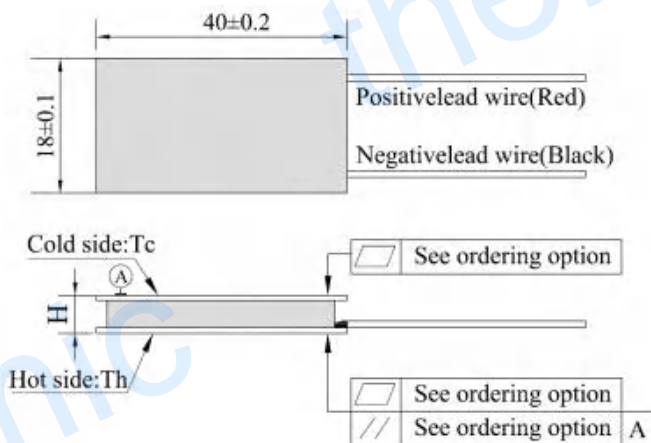 40±0.2
18±0.1
Positivelead wire(Red)
Negativelead wire(Black)
Cold side:Tc
See ordering option
A
H
Hot side:Th
See ordering option
See ordering option A